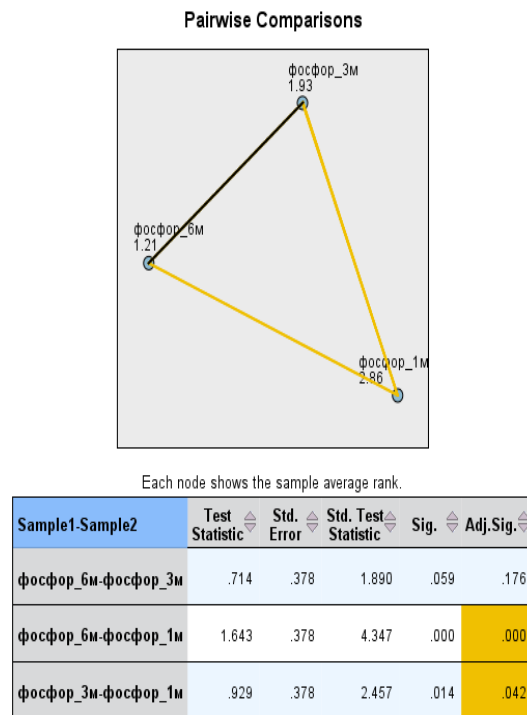 Pairwise Comparisons
фосфор_3м
1.93
фосфор_6м
1.21
фосфор_1м
2.86
Each node shows the sample average rank.
Sample1-Sample2 Test Statistic Std. Error Std. Test Statistic Sig. Adj.Sig.
фосфор_6м-фосфор_3м .714 .378 1.890 .059 .176
фосфор_6м-фосфор_1м 1.643 .378 4.347 .000 .000
фосфор_3м-фосфор_1м .929 .378 2.457 .014 .042